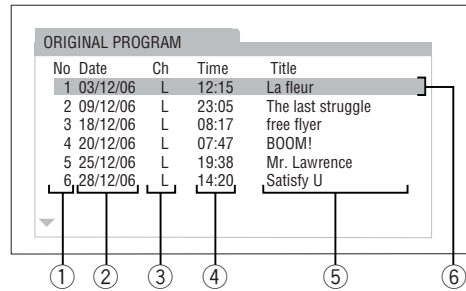 ORIGINAL PROGRAM
No Date Ch Time Title
1 03/12/06 L 12:15 La fleur
2 09/12/06 L 23:05 The last struggle
3 18/12/06 L 08:17 free flyer
4 20/12/06 L 07:47 BOOM!
5 25/12/06 L 19:38 Mr. Lawrence
6 28/12/06 L 14:20 Satisfy U
① ② ③ ④ ⑤ ⑥